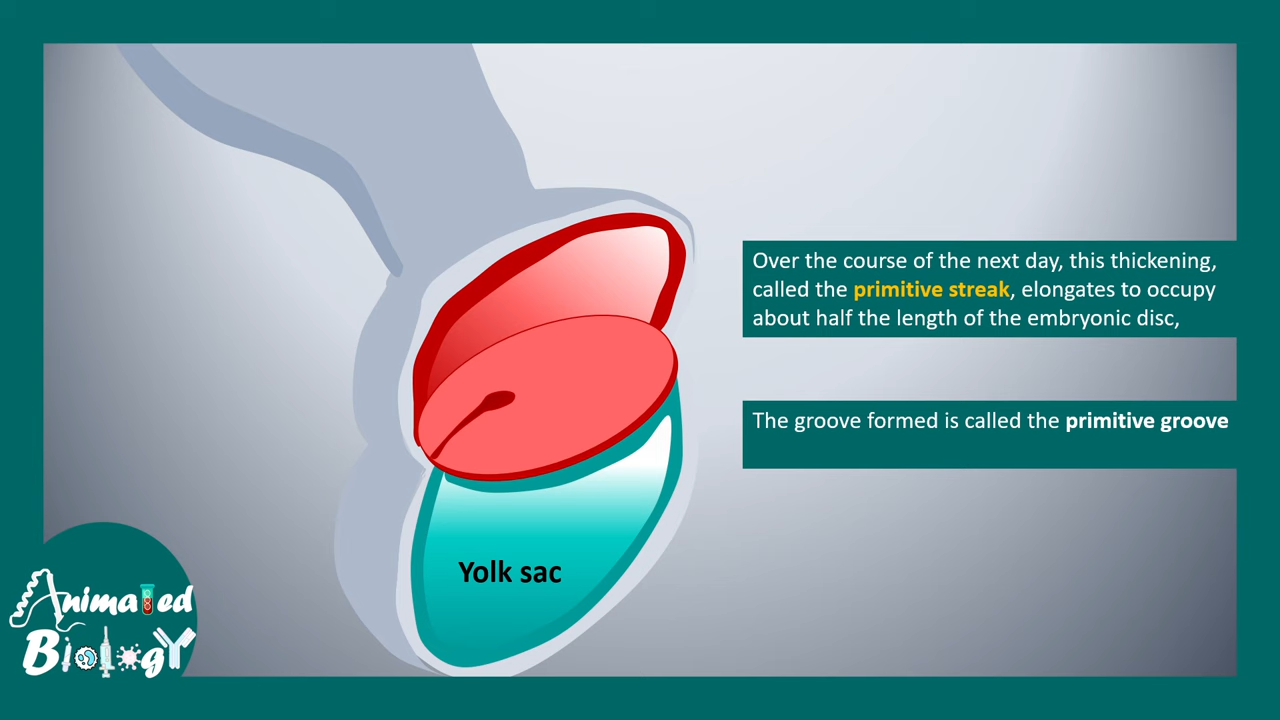 Over the course of the next day, this thickening,
called the primitive streak, elongates to occupy
about half the length of the embryonic disc,
The groove formed is called the primitive groove
Yolk sac
Animated
Biology